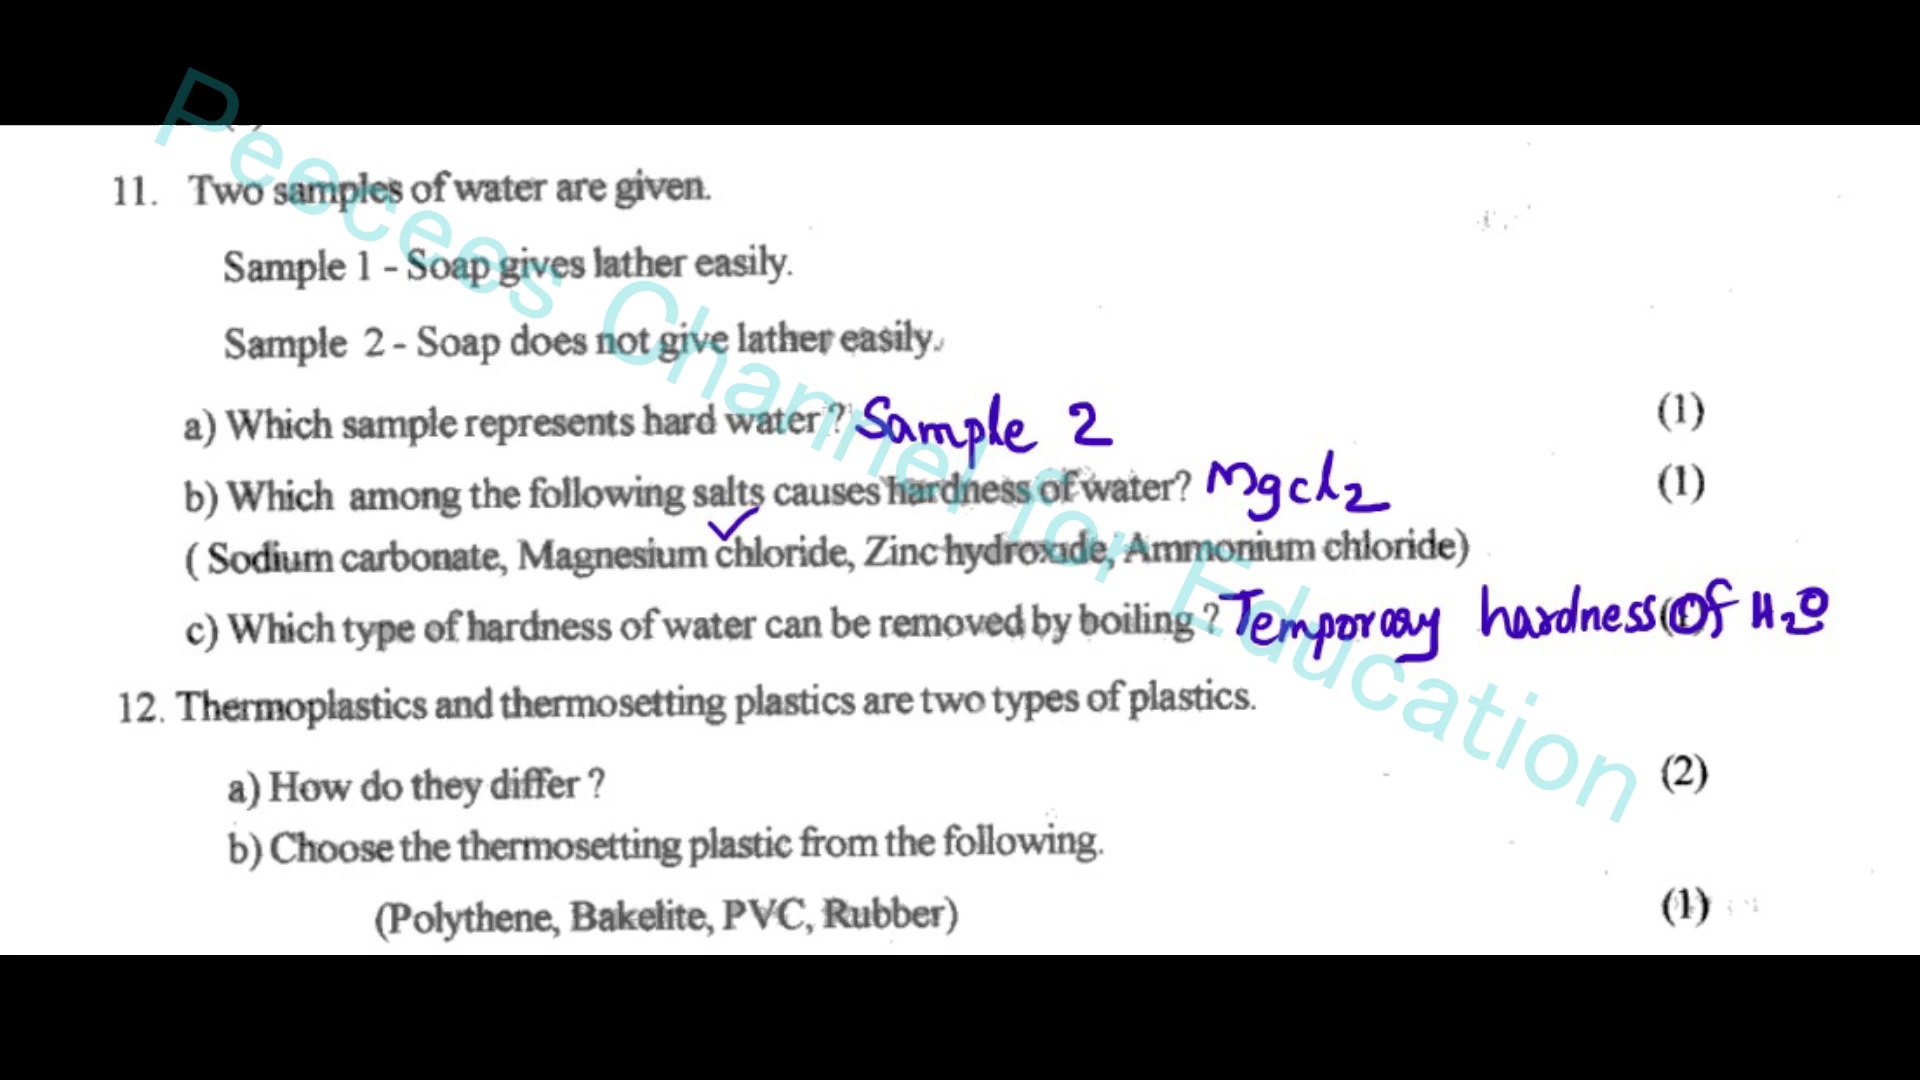 11. Two samples of water are given.
Sample 1 - Soap gives lather easily.
Sample 2 - Soap does not give lather easily.
a) Which sample represents hard water ? Sample 2 (1)
b) Which among the following salts causes hardness of water? Mgcl2 (1)
( Sodium carbonate, Magnesium chloride, Zinc hydroxide, Ammonium chloride)
c) Which type of hardness of water can be removed by boiling ? Temporary hardness of H2O
12. Thermoplastics and thermosetting plastics are two types of plastics.
a) How do they differ ? (2)
b) Choose the thermosetting plastic from the following.
(Polythene, Bakelite, PVC, Rubber) (1)
Peecees Channel for Education